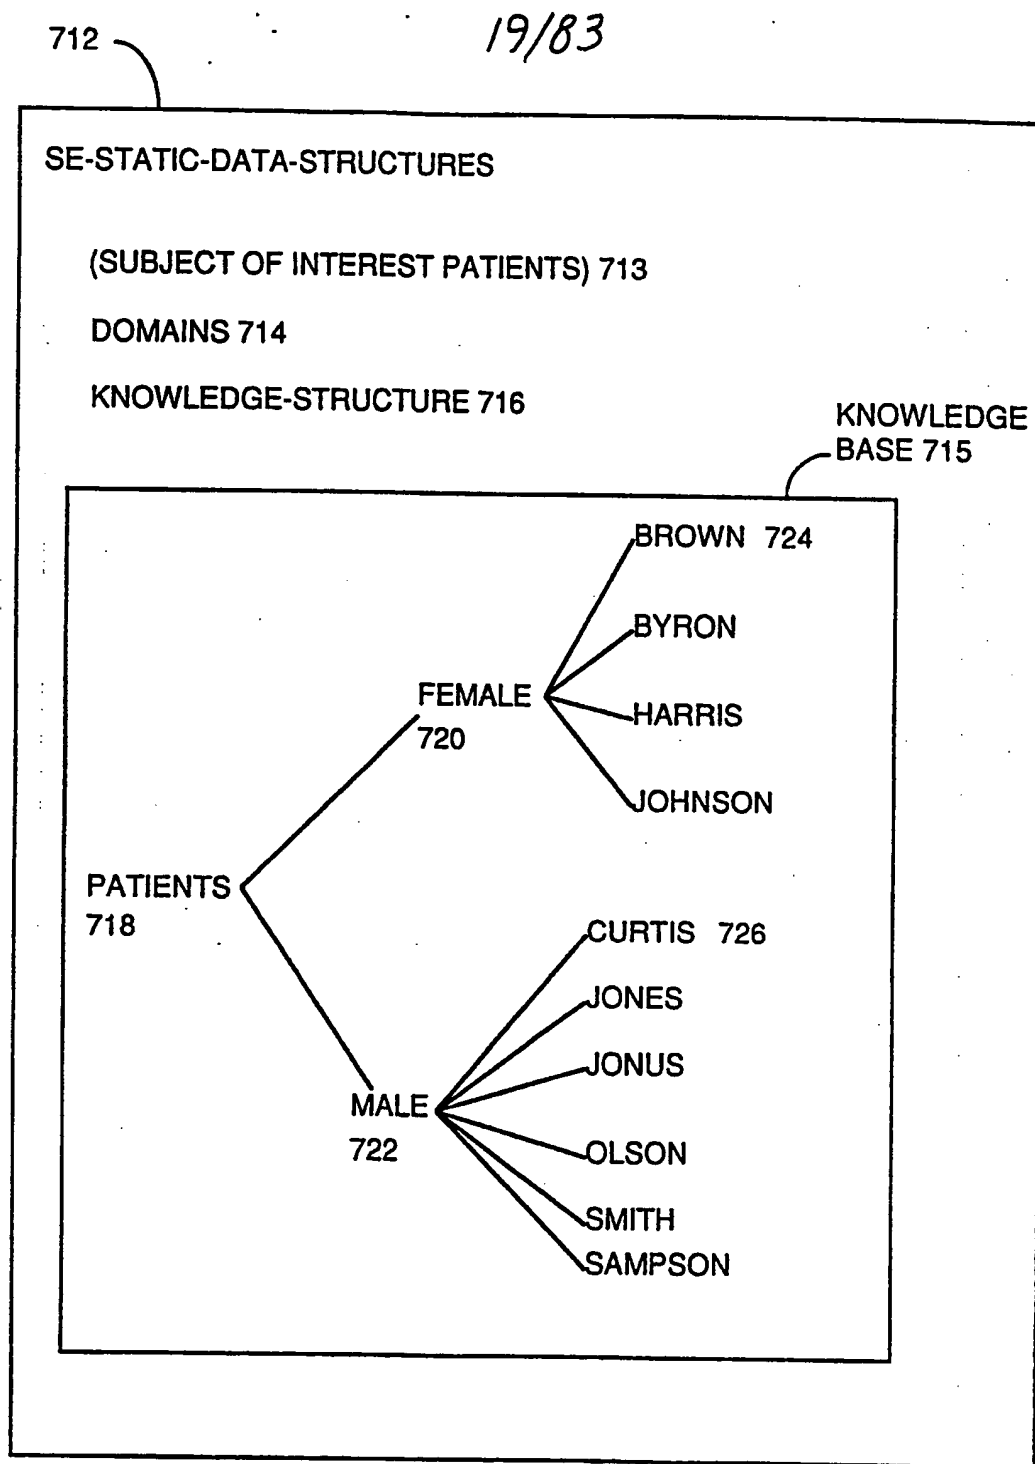 19/83
712
SE-STATIC-DATA-STRUCTURES
(SUBJECT OF INTEREST PATIENTS) 713
DOMAINS 714
KNOWLEDGE-STRUCTURE 716
KNOWLEDGE
BASE 715
BROWN 724
BYRON
FEMALE
720
HARRIS
JOHNSON
PATIENTS
718
CURTIS 726
JONES
JONUS
MALE
722
OLSON
SMITH
SAMPSON